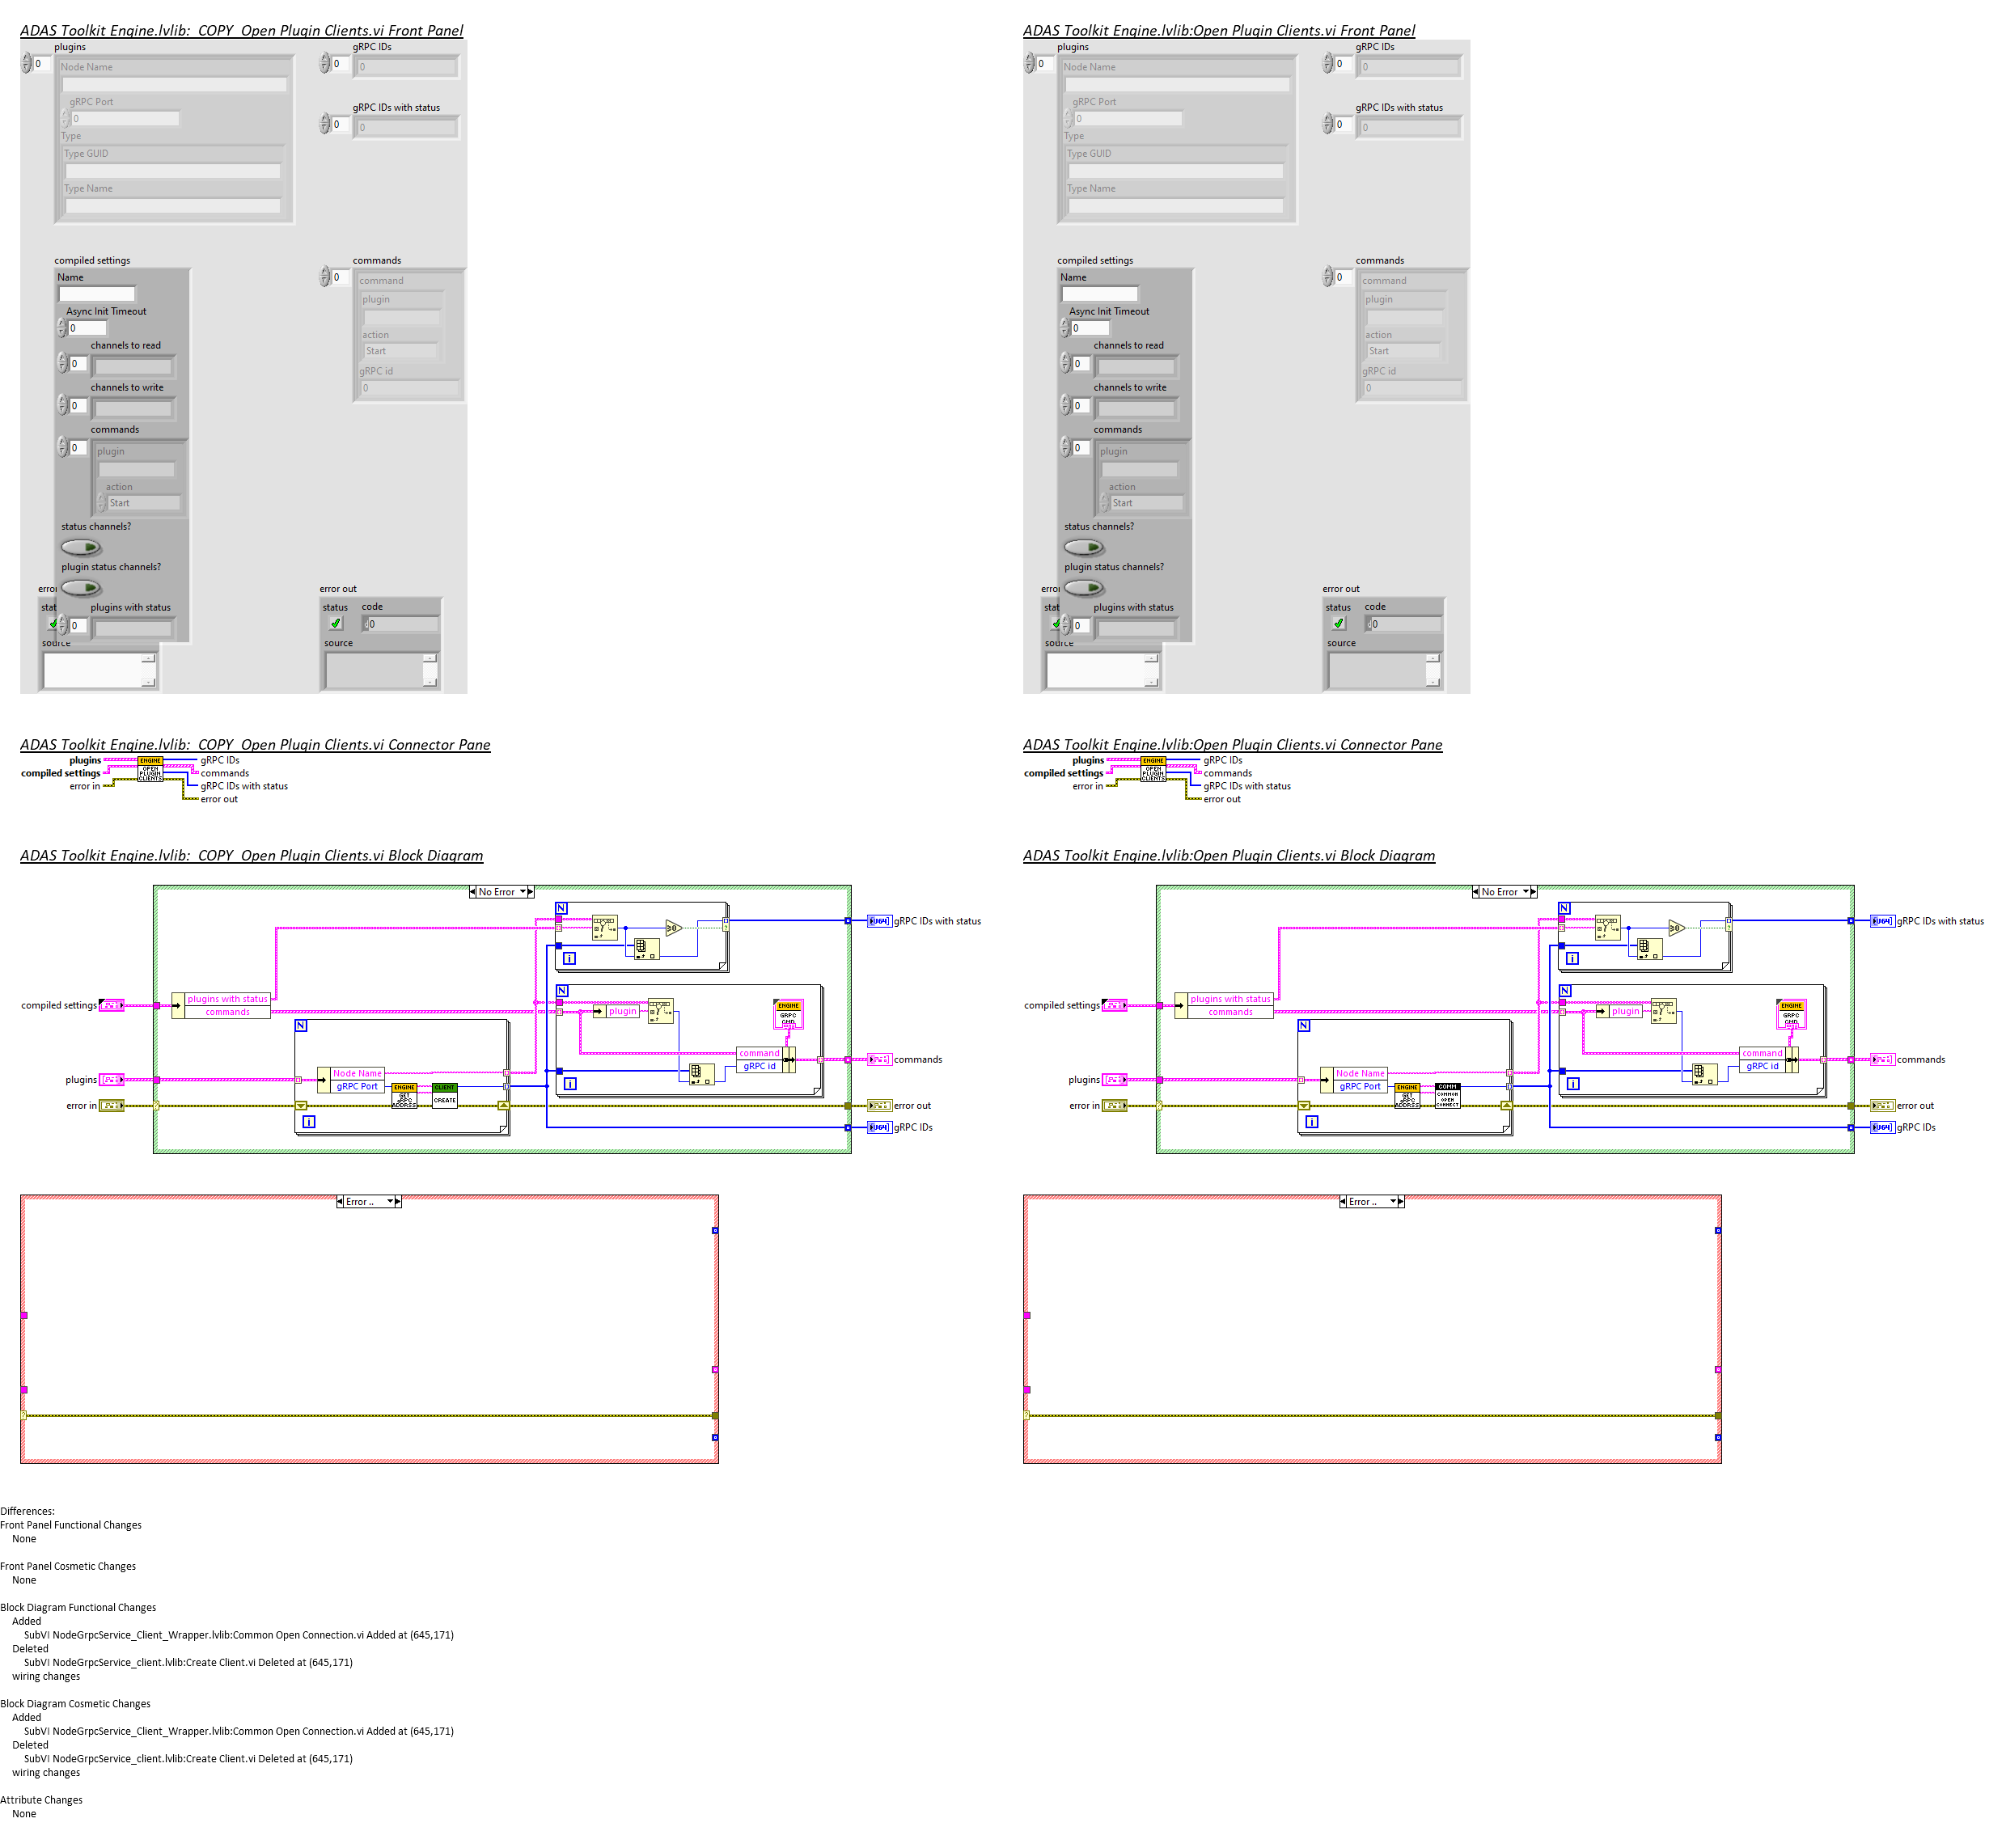 ADAS Toolkit Engine.lvlib:_COPY_Open Plugin Clients.vi Front Panel
plugins
0
Node Name
gRPC Port
0
Type
Type GUID
Type Name
gRPC IDs
0
0
gRPC IDs with status
0
0
compiled settings
Name
Async Init Timeout
0
channels to read
0
channels to write
0
commands
0
plugin
action
Start
status channels?
plugin status channels?
plugins with status
0
commands
0
command
plugin
action
Start
gRPC id
0
error
stat
source
error out
status
code
0
source
ADAS Toolkit Engine.lvlib:Open Plugin Clients.vi Front Panel
plugins
0
Node Name
gRPC Port
0
Type
Type GUID
Type Name
gRPC IDs
0
0
gRPC IDs with status
0
0
compiled settings
Name
Async Init Timeout
0
channels to read
0
channels to write
0
commands
0
plugin
action
Start
status channels?
plugin status channels?
plugins with status
0
commands
0
command
plugin
action
Start
gRPC id
0
error
stat
source
error out
status
code
0
source
ADAS Toolkit Engine.lvlib:_COPY_Open Plugin Clients.vi Connector Pane
plugins
compiled settings
error in
ENGINE
OPEN
PLUGIN
CLIENTS
gRPC IDs
commands
gRPC IDs with status
error out
ADAS Toolkit Engine.lvlib:Open Plugin Clients.vi Connector Pane
plugins
compiled settings
error in
ENGINE
OPEN
PLUGIN
CLIENTS
gRPC IDs
commands
gRPC IDs with status
error out
ADAS Toolkit Engine.lvlib:_COPY_Open Plugin Clients.vi Block Diagram
No Error
N
i
gRPC IDs with status
compiled settings
plugins with status
commands
N
plugin
ENGINE
GRPC
CMD
command
gRPC id
i
commands
N
plugins
Node Name
gRPC Port
ENGINE
GET
gRPC
ADDRSS
CLIENT
CREATE
error in
i
error out
U64
gRPC IDs
Error ..
ADAS Toolkit Engine.lvlib:Open Plugin Clients.vi Block Diagram
No Error
N
i
gRPC IDs with status
compiled settings
plugins with status
commands
N
plugin
ENGINE
GRPC
CMD
command
gRPC id
i
commands
N
plugins
Node Name
gRPC Port
ENGINE
GET
gRPC
ADDRSS
COMM
COMMON
OPEN
CONNECT
error in
i
error out
U64
gRPC IDs
Error ..
Differences:
Front Panel Functional Changes
None
Front Panel Cosmetic Changes
None
Block Diagram Functional Changes
Added
SubVI NodeGrpcService_Client_Wrapper.lvlib:Common Open Connection.vi Added at (645,171)
Deleted
SubVI NodeGrpcService_client.lvlib:Create Client.vi Deleted at (645,171)
wiring changes
Block Diagram Cosmetic Changes
Added
SubVI NodeGrpcService_Client_Wrapper.lvlib:Common Open Connection.vi Added at (645,171)
Deleted
SubVI NodeGrpcService_client.lvlib:Create Client.vi Deleted at (645,171)
wiring changes
Attribute Changes
None